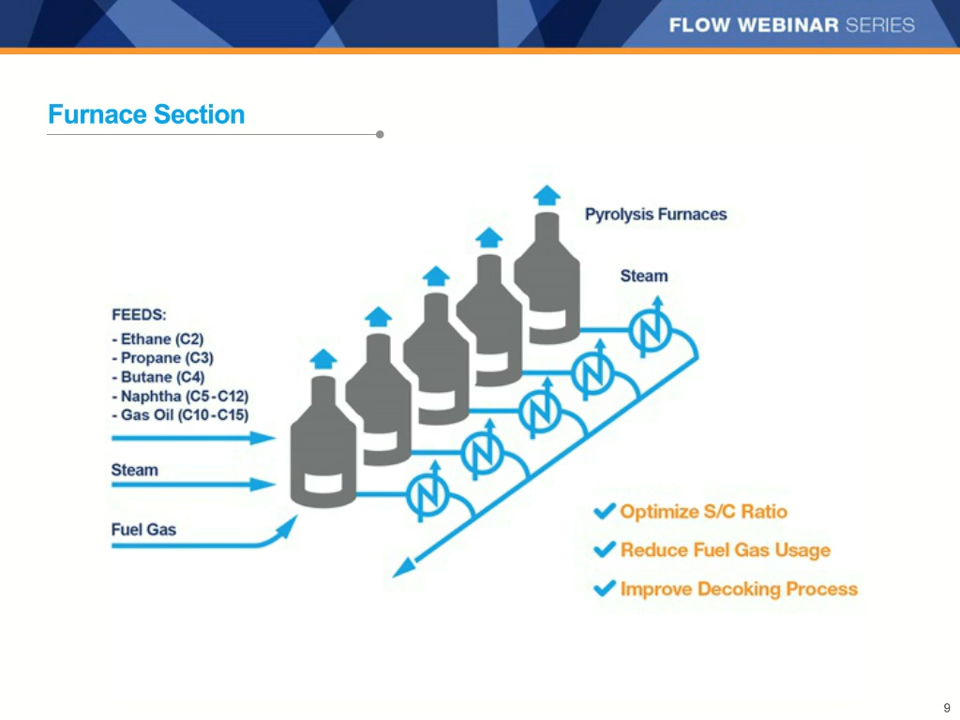 FLOW WEBINAR SERIES
Furnace Section
Pyrolysis Furnaces
Steam
FEEDS:
- Ethane (C2)
- Propane (C3)
- Butane (C4)
- Naphtha (C5-C12)
- Gas Oil (C10-C15)
Steam
Fuel Gas
Optimize S/C Ratio
Reduce Fuel Gas Usage
Improve Decoking Process
9